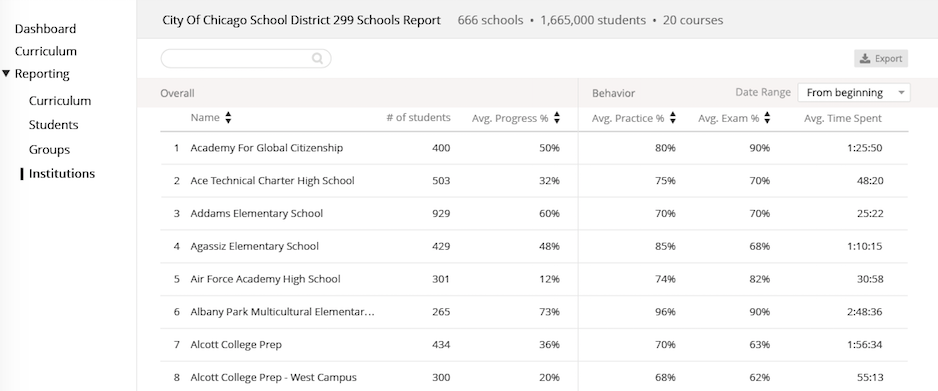 Dashboard
Curriculum
Reporting
Curriculum
Students
Groups
Institutions
City Of Chicago School District 299 Schools Report 666 schools • 1,665,000 students • 20 courses
Export
Overall Behavior Date Range From beginning
Name # of students Avg. Progress % Avg. Practice % Avg. Exam % Avg. Time Spent
1 Academy For Global Citizenship 400 50% 80% 90% 1:25:50
2 Ace Technical Charter High School 503 32% 75% 70% 48:20
3 Addams Elementary School 929 60% 70% 70% 25:22
4 Agassiz Elementary School 429 48% 85% 68% 1:10:15
5 Air Force Academy High School 301 12% 74% 82% 30:58
6 Albany Park Multicultural Elementar... 265 73% 96% 90% 2:48:36
7 Alcott College Prep 434 36% 70% 63% 1:56:34
8 Alcott College Prep - West Campus 300 20% 68% 62% 55:13